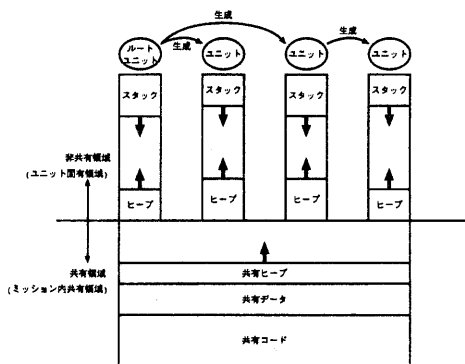 生成
生成
生成
ルート
ユニット
ユニット
ユニット
ユニット
スタック
スタック
スタック
スタック
非共有領域
(ユニット固有領域)
ヒープ
ヒープ
ヒープ
ヒープ
共有領域
(ミッション内共有領域)
共有ヒープ
共有データ
共有コード